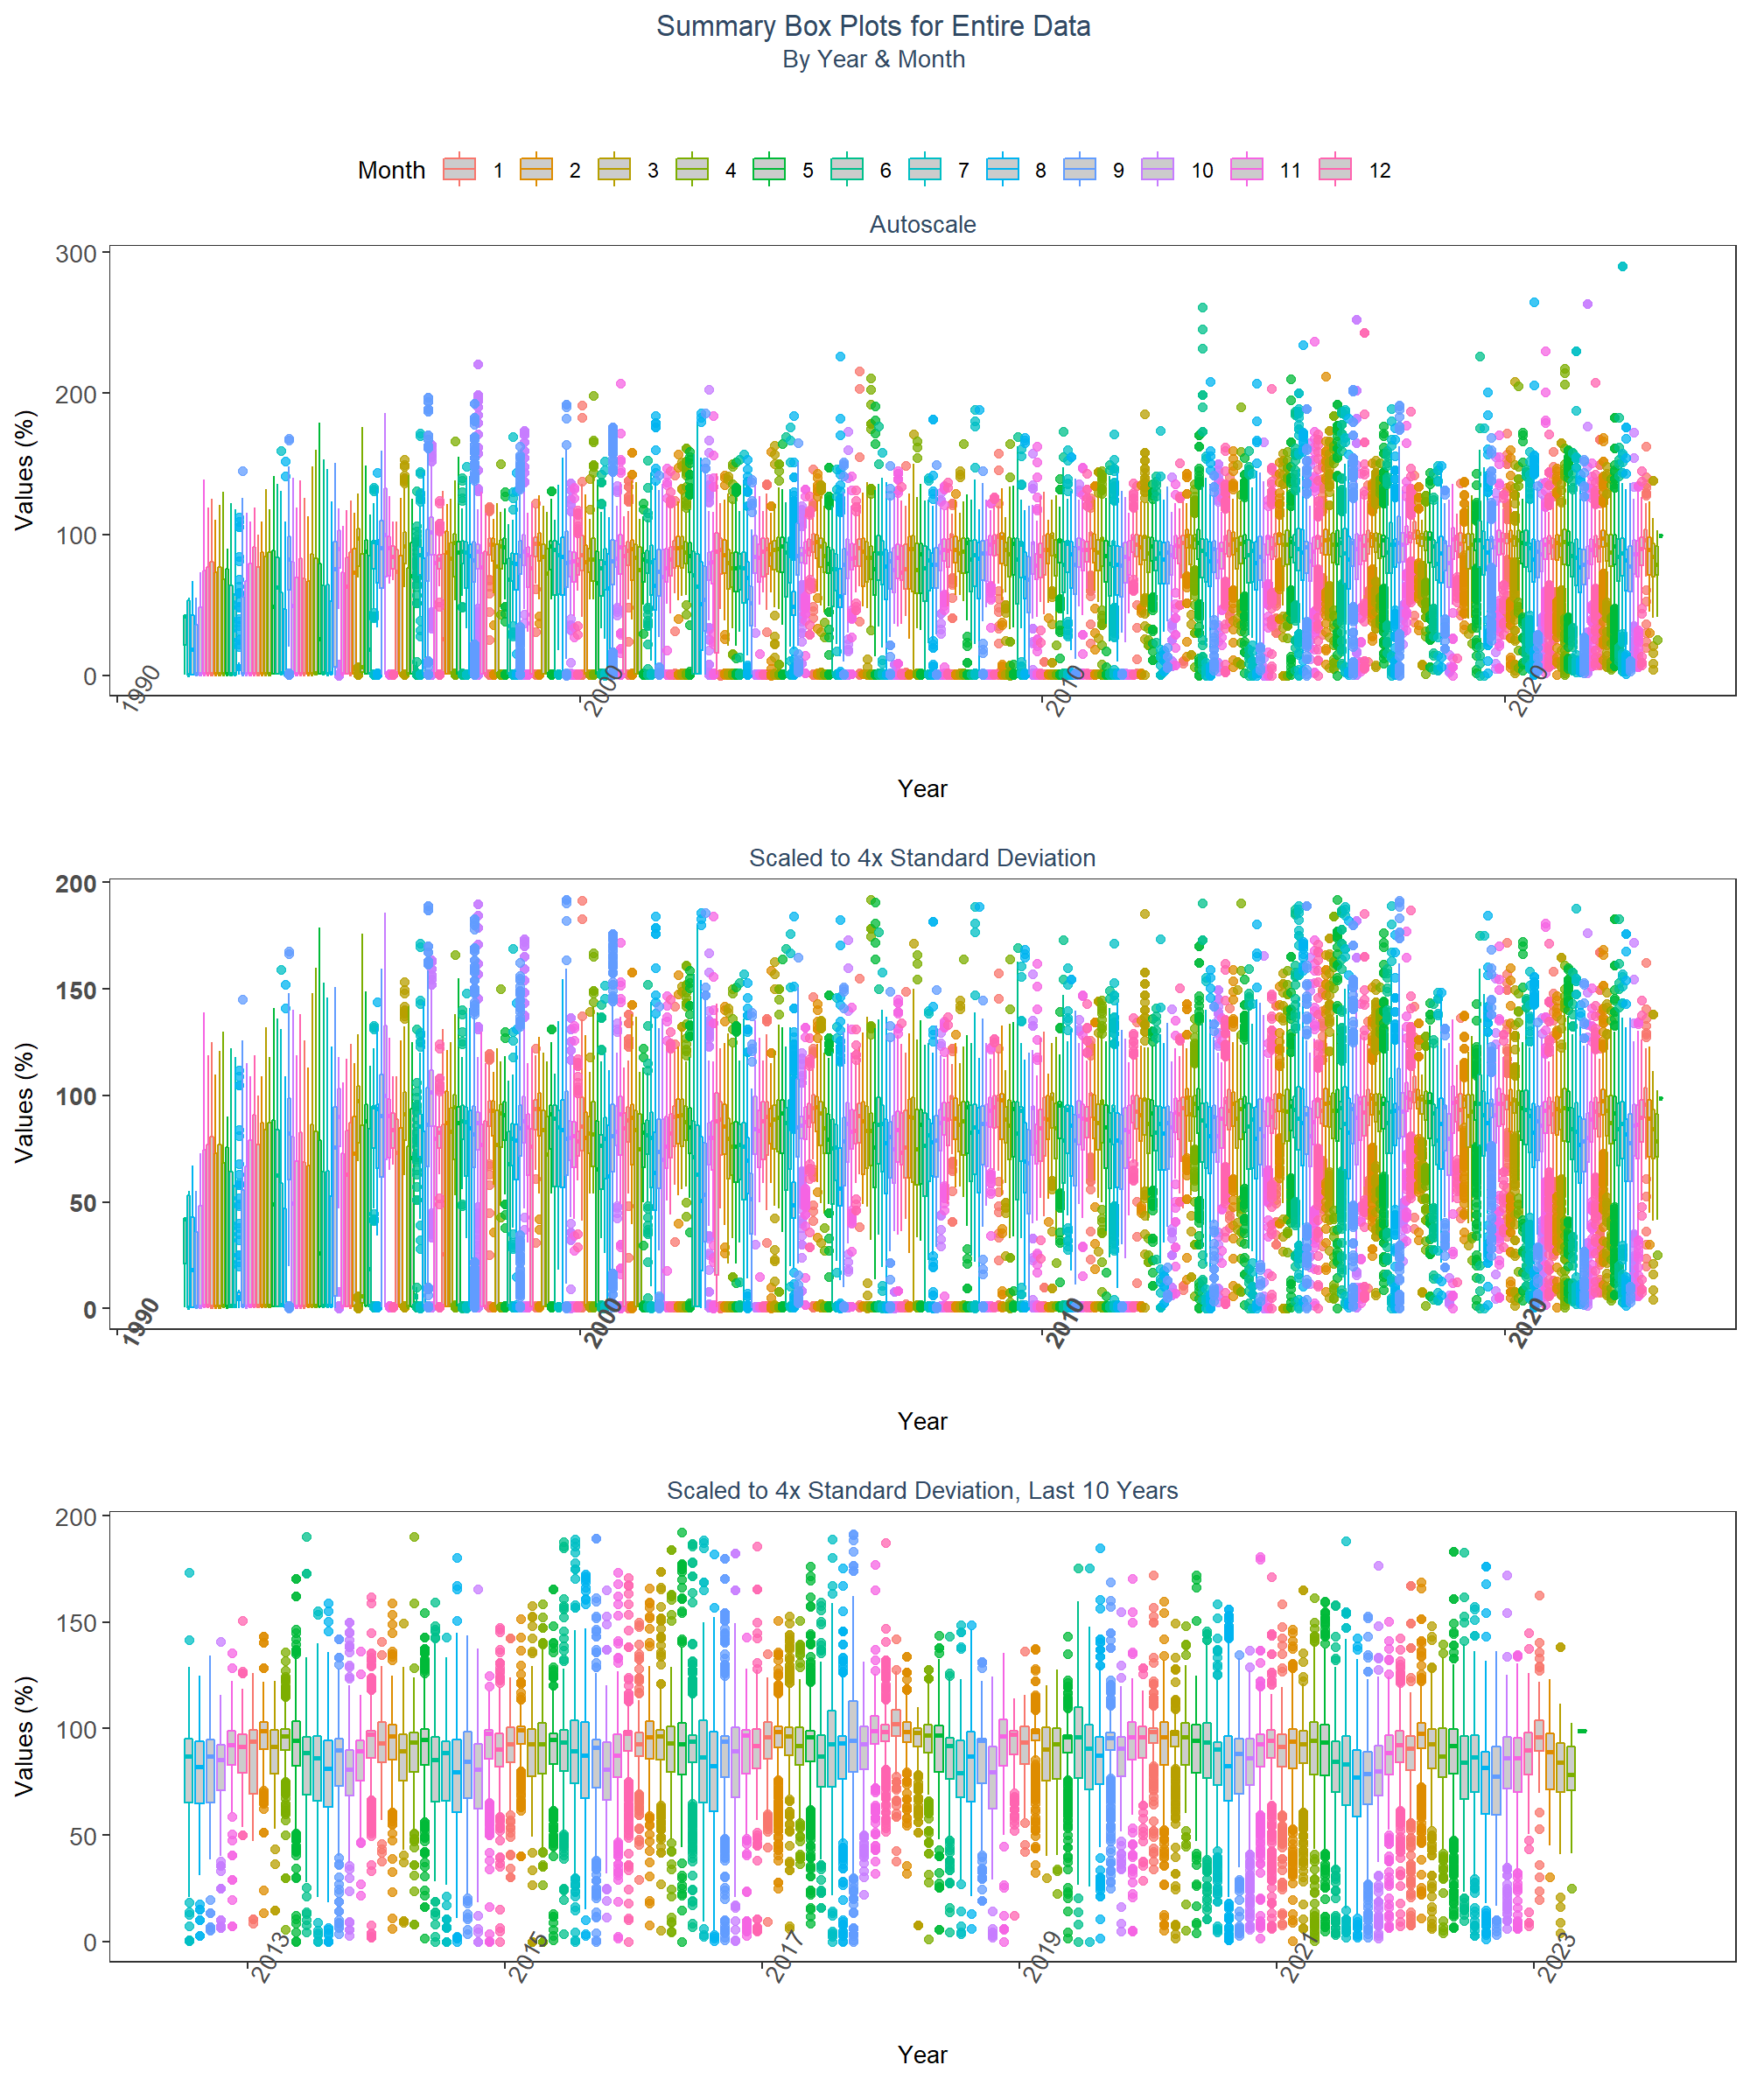 Summary Box Plots for Entire Data
By Year & Month
Month 1 2 3 4 5 6 7 8 9 10 11 12
Autoscale
Values (%)
300
200
100
0
1990 2000 2010 2020
Year
Scaled to 4x Standard Deviation
Values (%)
200
150
100
50
0
1990 2000 2010 2020
Year
Scaled to 4x Standard Deviation, Last 10 Years
Values (%)
200
150
100
50
0
2013 2015 2017 2019 2021 2023
Year